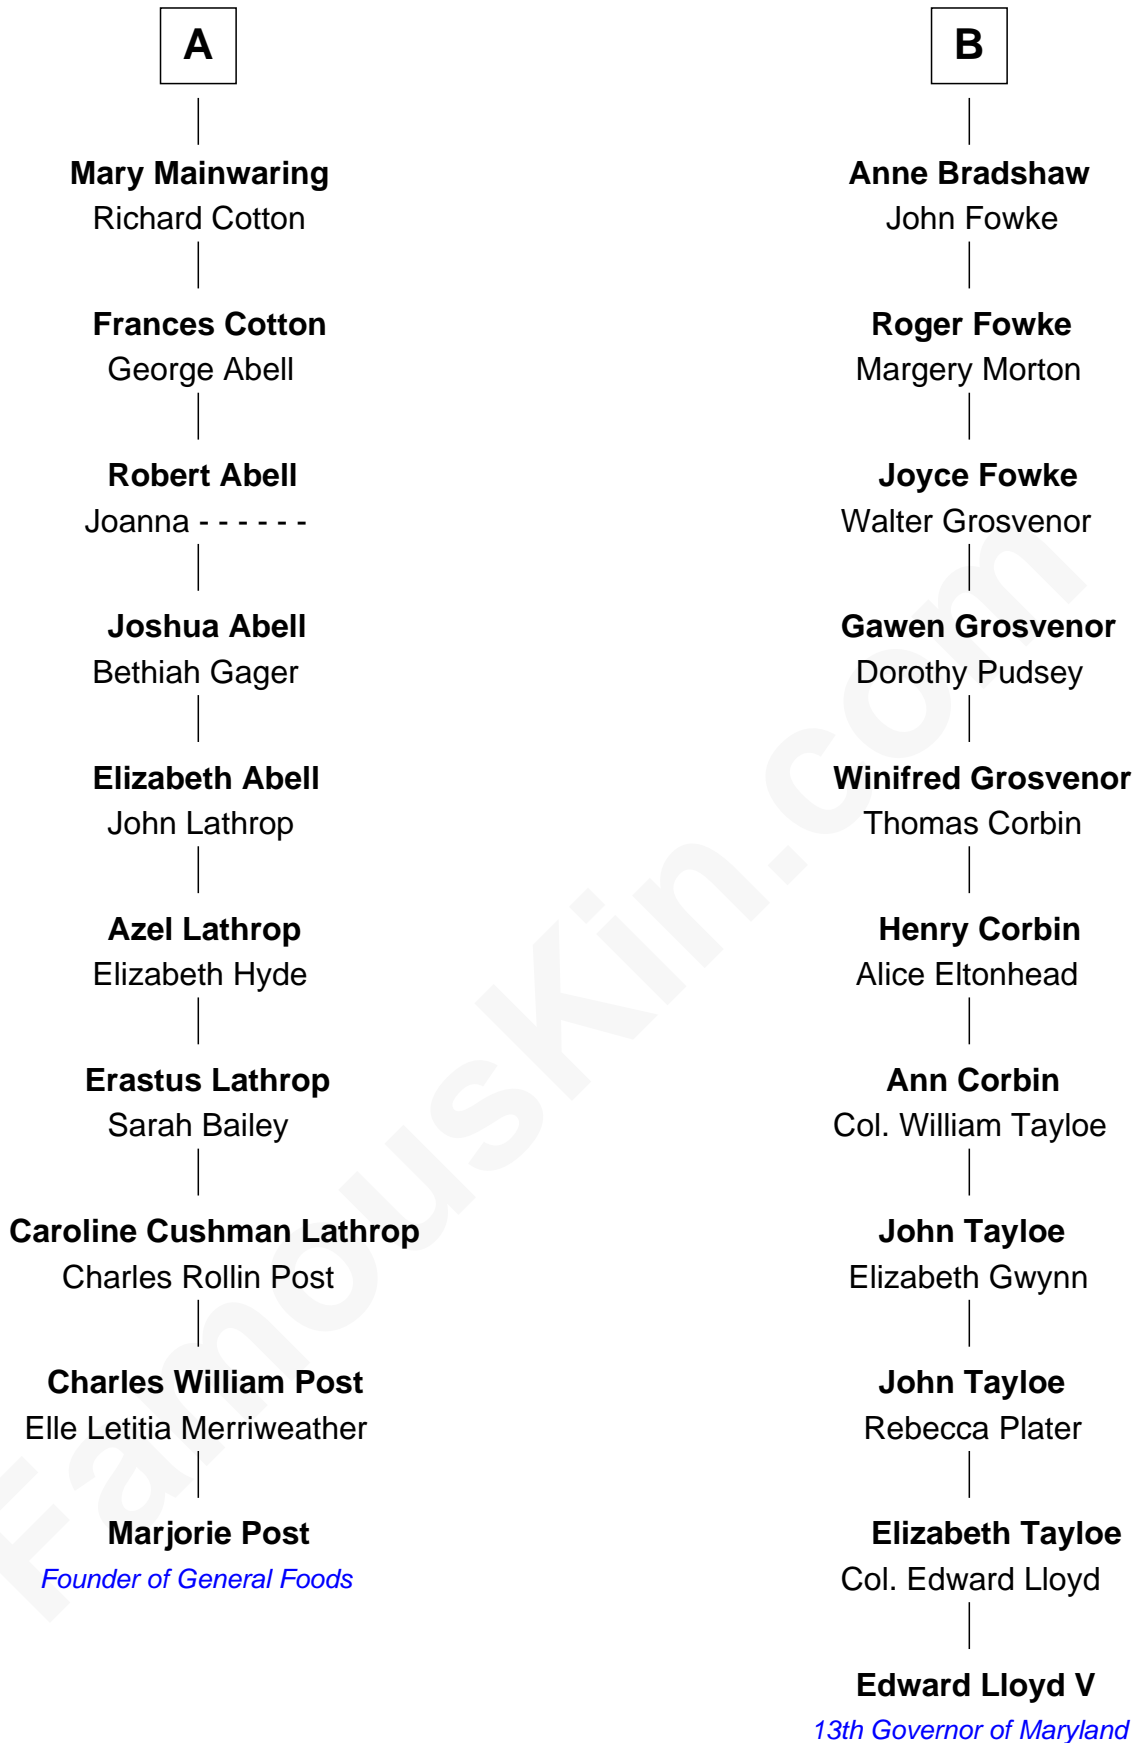 A
Mary Mainwaring
Richard Cotton
Frances Cotton
George Abell
Robert Abell
Joanna - - - - - -
Joshua Abell
Bethiah Gager
Elizabeth Abell
John Lathrop
Azel Lathrop
Elizabeth Hyde
Erastus Lathrop
Sarah Bailey
Caroline Cushman Lathrop
Charles Rollin Post
Charles William Post
Elle Letitia Merriweather
Marjorie Post
Founder of General Foods
B
Anne Bradshaw
John Fowke
Roger Fowke
Margery Morton
Joyce Fowke
Walter Grosvenor
Gawen Grosvenor
Dorothy Pudsey
Winifred Grosvenor
Thomas Corbin
Henry Corbin
Alice Eltonhead
Ann Corbin
Col. William Tayloe
John Tayloe
Elizabeth Gwynn
John Tayloe
Rebecca Plater
Elizabeth Tayloe
Col. Edward Lloyd
Edward Lloyd V
13th Governor of Maryland
FamousKin.com